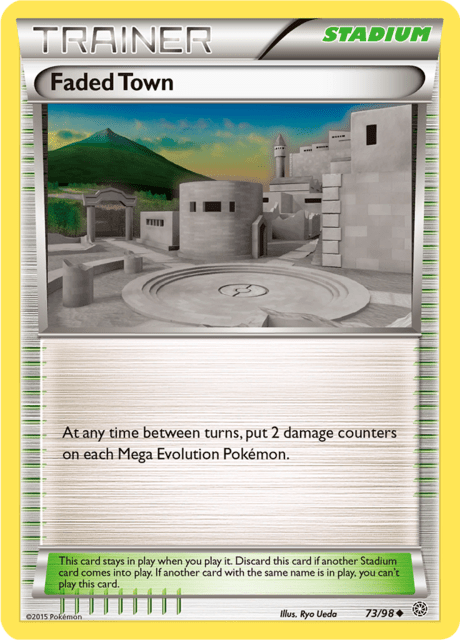 TRAINER
STADIUM
Faded Town
At any time between turns, put 2 damage counters
on each Mega Evolution Pokémon.
This card stays in play when you play it. Discard this card if another Stadium
card comes into play. If another card with the same name is in play, you can't
play this card.
©2015 Pokémon
Illus. Ryo Ueda
73/98